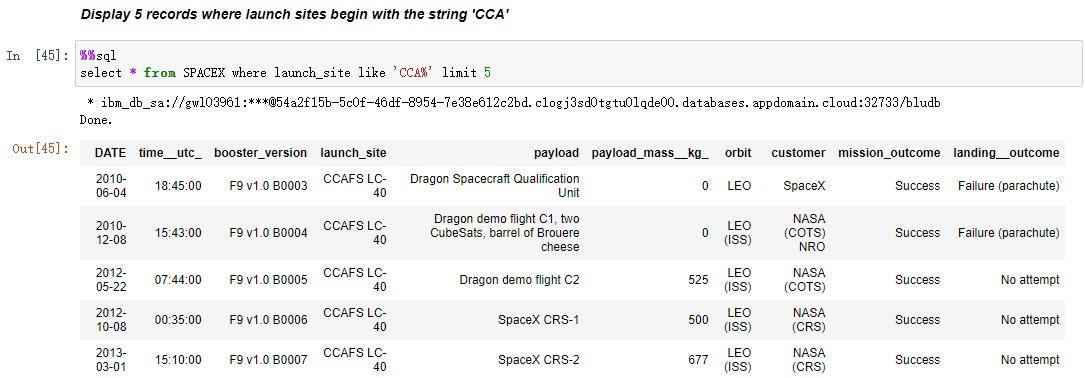 Display 5 records where launch sites begin with the string 'CCA'
In [45]: %%sql
select * from SPACEX where launch_site like 'CCA%' limit 5
* ibm_db_sa://gwl03961:***@54a2f15b-5c0f-46df-8954-7e38e612c2bd.c1ogj3sd0tgtu0lqde00.databases.appdomain.cloud:32733/bludb
Done.
Out[45]:
DATE time__utc_ booster_version launch_site payload payload_mass__kg_ orbit customer mission_outcome landing__outcome
2010-06-04 18:45:00 F9 v1.0 B0003 CCAFS LC-40 Dragon Spacecraft Qualification Unit 0 LEO SpaceX Success Failure (parachute)
2010-12-08 15:43:00 F9 v1.0 B0004 CCAFS LC-40 Dragon demo flight C1, two CubeSats, barrel of Brouere cheese 0 LEO (ISS) NASA (COTS) NRO Success Failure (parachute)
2012-05-22 07:44:00 F9 v1.0 B0005 CCAFS LC-40 Dragon demo flight C2 525 LEO (ISS) NASA (COTS) Success No attempt
2012-10-08 00:35:00 F9 v1.0 B0006 CCAFS LC-40 SpaceX CRS-1 500 LEO (ISS) NASA (CRS) Success No attempt
2013-03-01 15:10:00 F9 v1.0 B0007 CCAFS LC-40 SpaceX CRS-2 677 LEO (ISS) NASA (CRS) Success No attempt